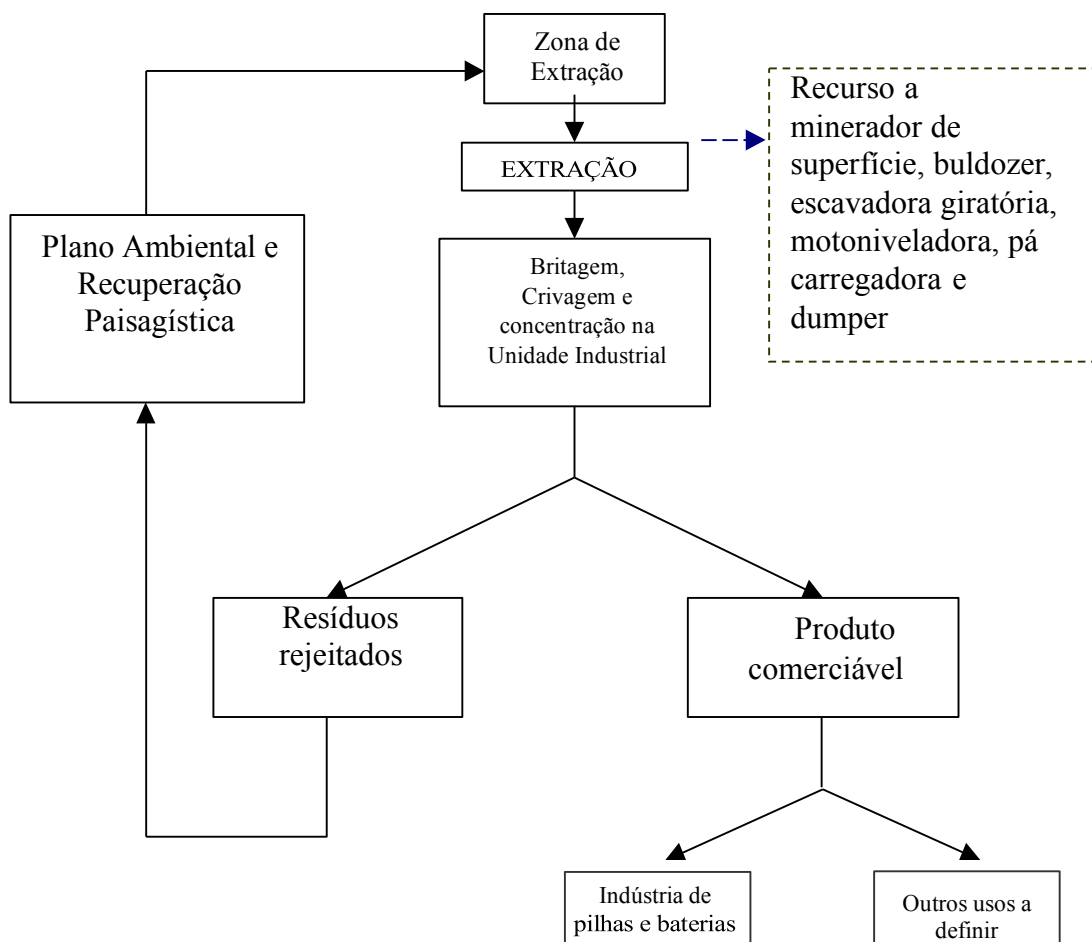 Zona de
Extração
EXTRAÇÃO
Recurso a
minerador de
superfície, buldozer,
escavadora giratória,
motoniveladora, pá
carregadora e
dumper
Plano Ambiental e
Recuperação
Paisagística
Britagem,
Crivagem e
concentração na
Unidade Industrial
Resíduos
rejeitados
Produto
comerciável
Indústria de
pilhas e baterias
Outros usos a
definir